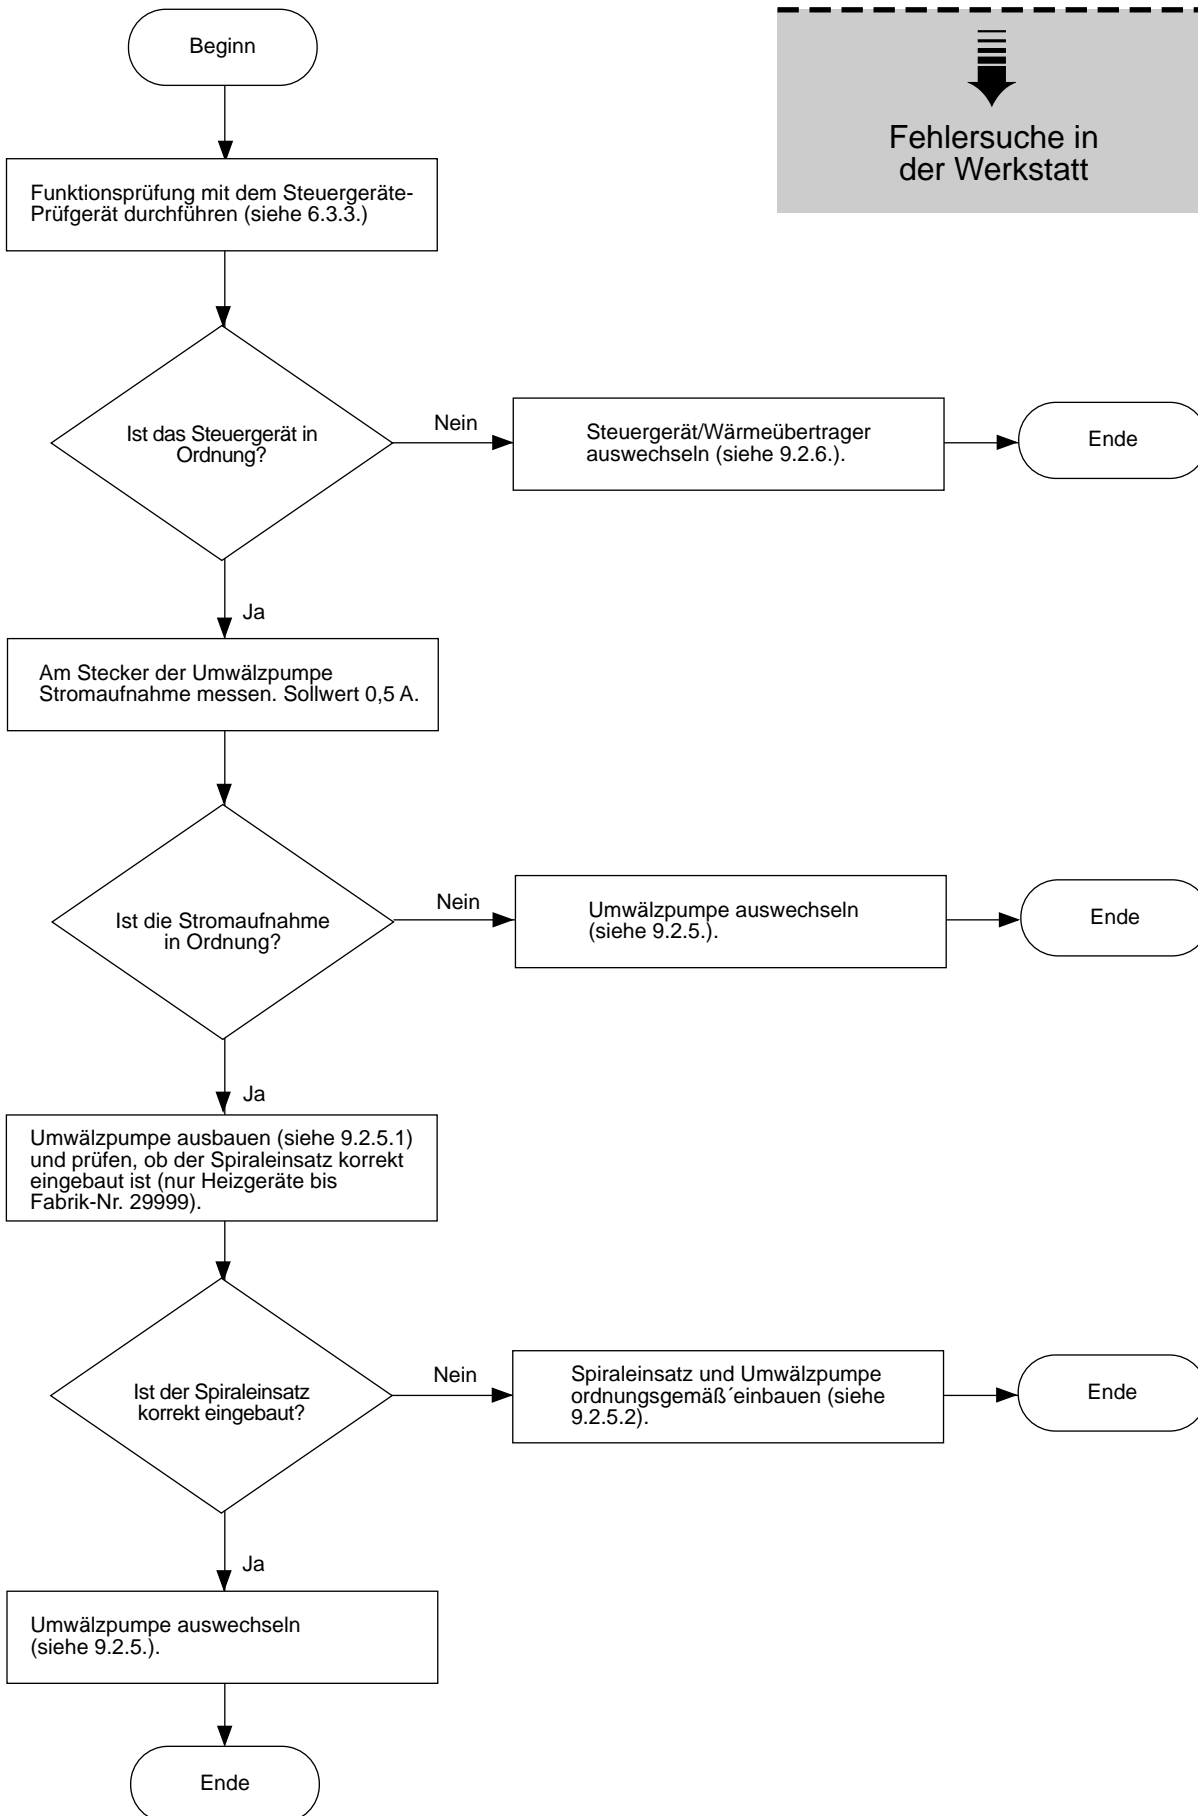 Beginn
Fehlersuche in
der Werkstatt
Funktionsprüfung mit dem Steuergeräte-
Prüfgerät durchführen (siehe 6.3.3.)
Ist das Steuergerät in
Ordnung?
Nein
Steuergerät/Wärmeübertrager
auswechseln (siehe 9.2.6.).
Ende
Ja
Am Stecker der Umwälzpumpe
Stromaufnahme messen. Sollwert 0,5 A.
Ist die Stromaufnahme
in Ordnung?
Nein
Umwälzpumpe auswechseln
(siehe 9.2.5.).
Ende
Ja
Umwälzpumpe ausbauen (siehe 9.2.5.1)
und prüfen, ob der Spiraleinsatz korrekt
eingebaut ist (nur Heizgeräte bis
Fabrik-Nr. 29999).
Ist der Spiraleinsatz
korrekt eingebaut?
Nein
Spiraleinsatz und Umwälzpumpe
ordnungsgemäß´einbauen (siehe
9.2.5.2).
Ende
Ja
Umwälzpumpe auswechseln
(siehe 9.2.5.).
Ende